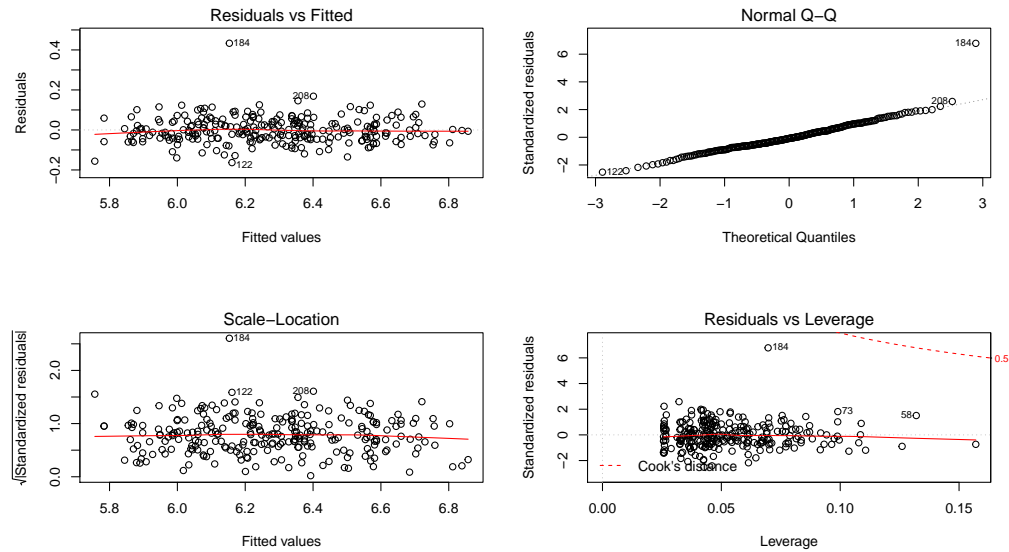 Residuals vs Fitted
Residuals
−0.2
0.0
0.2
0.4
184
208
122
5.8 6.0 6.2 6.4 6.6 6.8
Fitted values
Normal Q−Q
Standardized residuals
−2
0
2
4
6
184
208
122
−3 −2 −1 0 1 2 3
Theoretical Quantiles
Scale−Location
√|Standardized residuals|
0.0
1.0
2.0
184
122
208
5.8 6.0 6.2 6.4 6.6 6.8
Fitted values
Residuals vs Leverage
Standardized residuals
−2
0
2
4
6
184
73
58
0.5
Cook's distance
0.00 0.05 0.10 0.15
Leverage